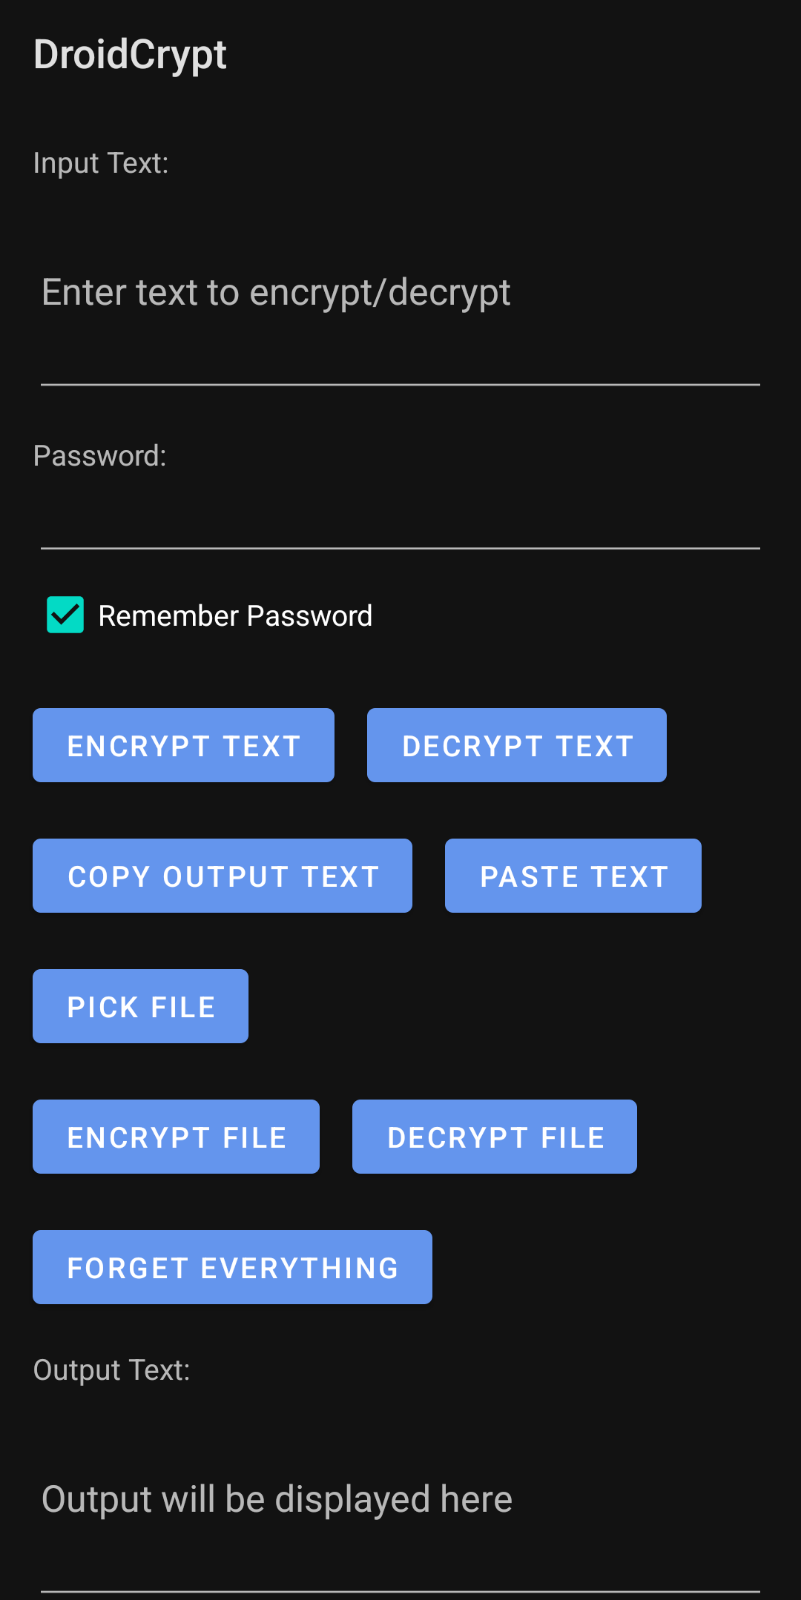 DroidCrypt
Input Text:
Enter text to encrypt/decrypt
Password:
Remember Password
ENCRYPT TEXT DECRYPT TEXT
COPY OUTPUT TEXT PASTE TEXT
PICK FILE
ENCRYPT FILE DECRYPT FILE
FORGET EVERYTHING
Output Text:
Output will be displayed here